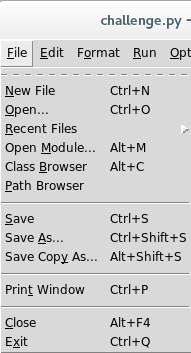 challenge.py -
File Edit Format Run Opt
New File Ctrl+N
Open... Ctrl+O
Recent Files
Open Module... Alt+M
Class Browser Alt+C
Path Browser
Save Ctrl+S
Save As... Ctrl+Shift+S
Save Copy As... Alt+Shift+S
Print Window Ctrl+P
Close Alt+F4
Exit Ctrl+Q